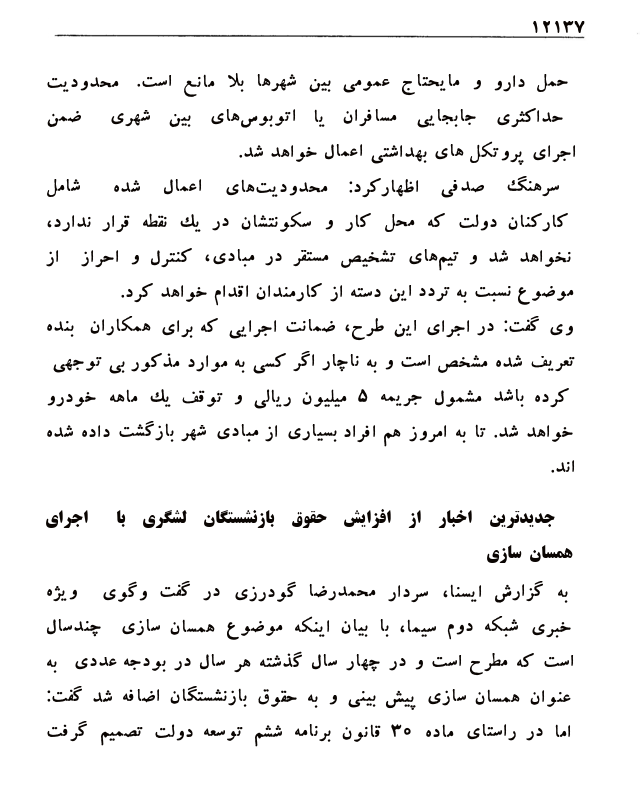 ۱۲۱۳۷
حمل دارو و مایحتاج عمومی بین شهرها بلا مانع است. محدودیت
حداکثری جابجایی مسافران یا اتوبوس‌های بین شهری ضمن
اجرای پروتکل های بهداشتی اعمال خواهد شد.
سرهنگ صدفی اظهارکرد: محدودیت‌های اعمال شده شامل
کارکنان دولت که محل کار و سکونتشان در یك نقطه قرار ندارد،
نخواهد شد و تیم‌های تشخیص مستقر در مبادی، کنترل و احراز از
موضوع نسبت به تردد این دسته از کارمندان اقدام خواهد کرد.
وی گفت: در اجرای این طرح، ضمانت اجرایی که برای همکاران بنده
تعریف شده مشخص است و به ناچار اگر کسی به موارد مذکور بی توجهی
کرده باشد مشمول جریمه ۵ میلیون ریالی و توقف یك ماهه خودرو
خواهد شد. تا به امروز هم افراد بسیاری از مبادی شهر بازگشت داده شده
اند.
جدیدترین اخبار از افزایش حقوق بازنشستگان لشگری با اجرای
همسان سازی
به گزارش ایسنا، سردار محمدرضا گودرزی در گفت وگوی ویژه
خبری شبکه دوم سیما، با بیان اینکه موضوع همسان سازی چندسال
است که مطرح است و در چهار سال گذشته هر سال در بودجه عددی به
عنوان همسان سازی پیش بینی و به حقوق بازنشستگان اضافه شد گفت:
اما در راستای ماده ۳۰ قانون برنامه ششم توسعه دولت تصمیم گرفت